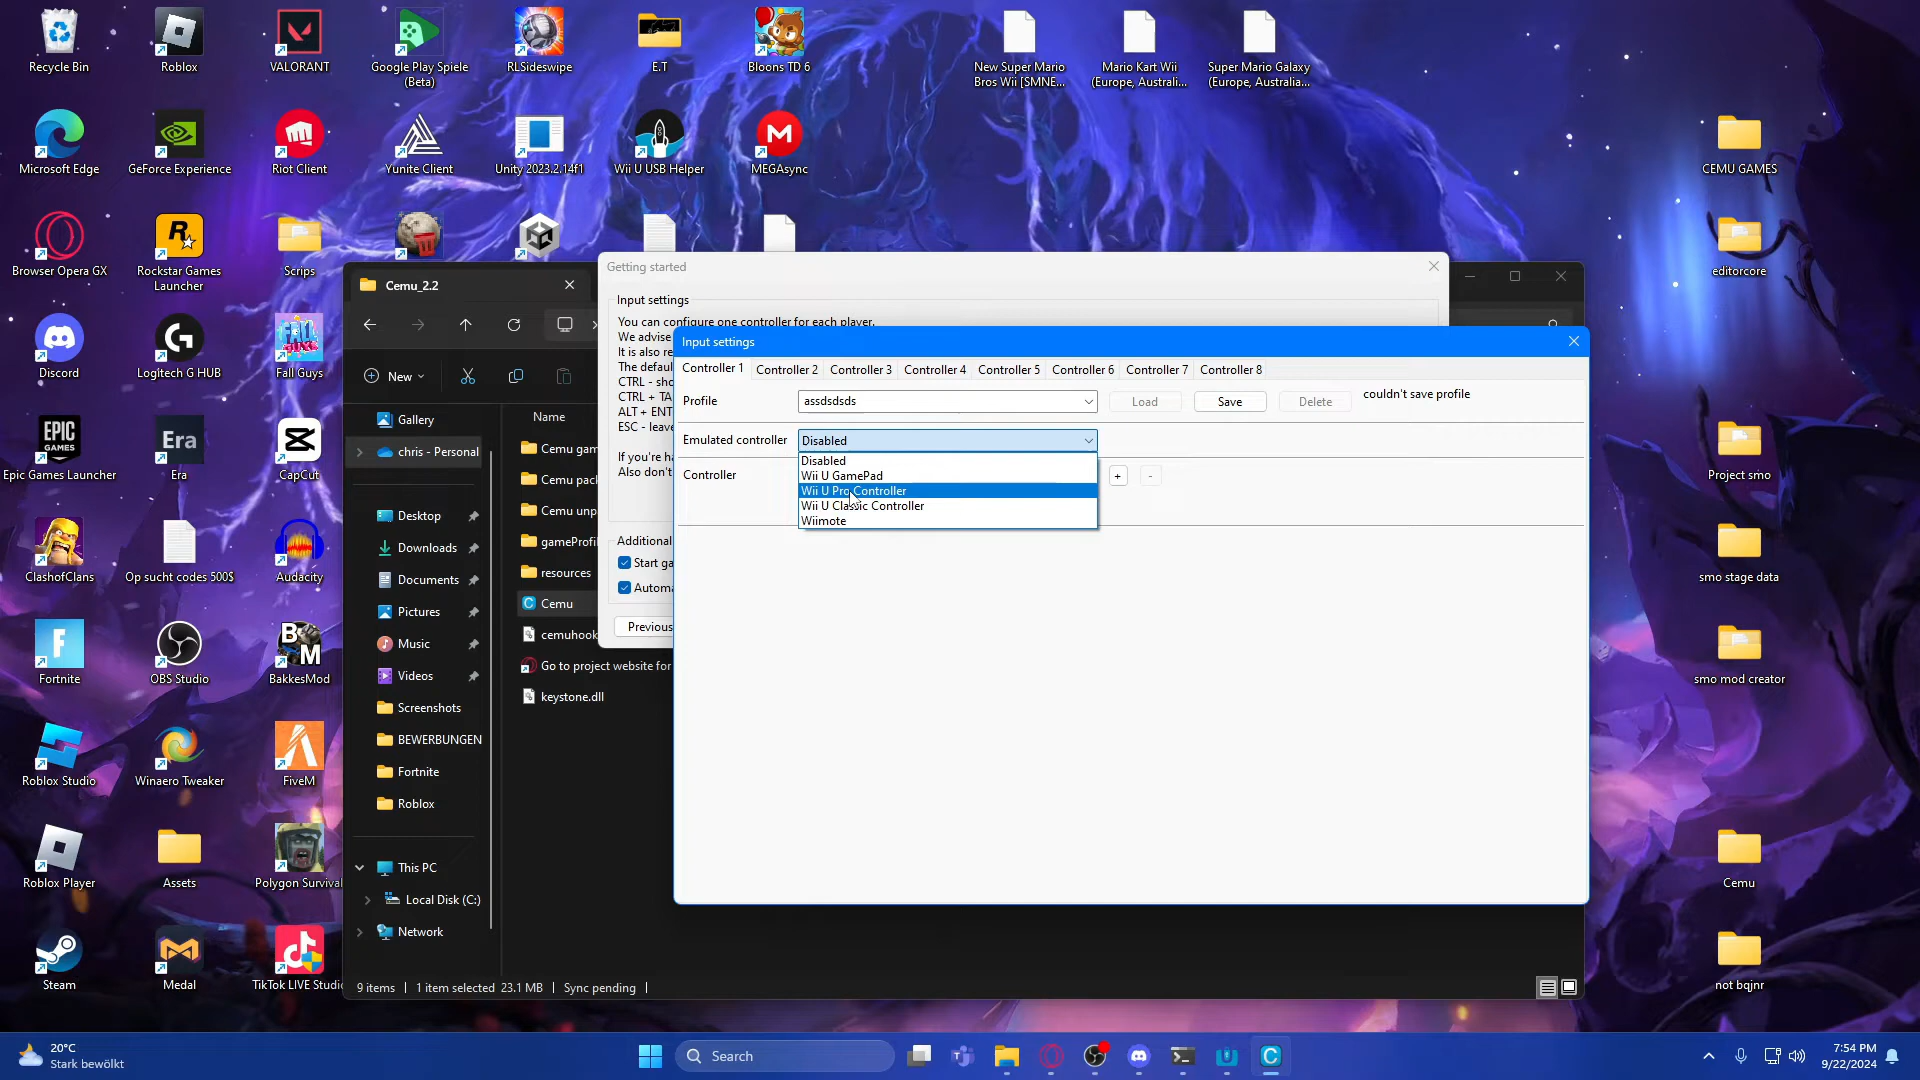 Recycle Bin
Roblox
VALORANT
Google Play Spiele
(Beta)
RLSideswipe
E.T
Bloons TD 6
New Super Mario
Bros Wii [SMNE...
Mario Kart Wii
(Europe, Australi...
Super Mario Galaxy
(Europe, Australia...
Microsoft Edge
GeForce Experience
Riot Client
Yunite Client
Unity 2023.2.14f1
Wii U USB Helper
MEGAsync
CEMU GAMES
Browser Opera GX
Rockstar Games
Launcher
Scrips
editorcore
Discord
Logitech G HUB
Fall Guys
Epic Games Launcher
EPIC
GAMES
Era
Era
CapCut
Project smo
ClashofClans
Op sucht codes 500$
Audacity
smo stage data
Fortnite
OBS Studio
BakkesMod
smo mod creator
Roblox Studio
Winaero Tweaker
FiveM
Roblox Player
Assets
Polygon Survival
Cemu
Steam
Medal
TikTok LIVE Studio
not bqjnr
Cemu_2.2
New
Gallery
chris - Personal
Desktop
Downloads
Documents
Pictures
Music
Videos
Screenshots
BEWERBUNGEN
Fortnite
Roblox
This PC
Local Disk (C:)
Network
Name
Cemu gam
Cemu pack
Cemu unp
gameProfil
resources
Cemu
cemuhook
Go to project website for
keystone.dll
9 items
1 item selected 23.1 MB
Sync pending
Getting started
Input settings
You can configure one controller for each player.
We advise
It is also re
The defaul
CTRL - sho
CTRL + TA
ALT + ENT
ESC - leave
If you're ha
Also don't
Additional
Start ga
Automa
Previous
Input settings
Controller 1
Controller 2
Controller 3
Controller 4
Controller 5
Controller 6
Controller 7
Controller 8
Profile
assdsdsds
Load
Save
Delete
couldn't save profile
Emulated controller
Disabled
Disabled
Wii U GamePad
Wii U Pro Controller
Wii U Classic Controller
Wiimote
Controller
+
-
20°C
Stark bewölkt
Search
7:54 PM
9/22/2024